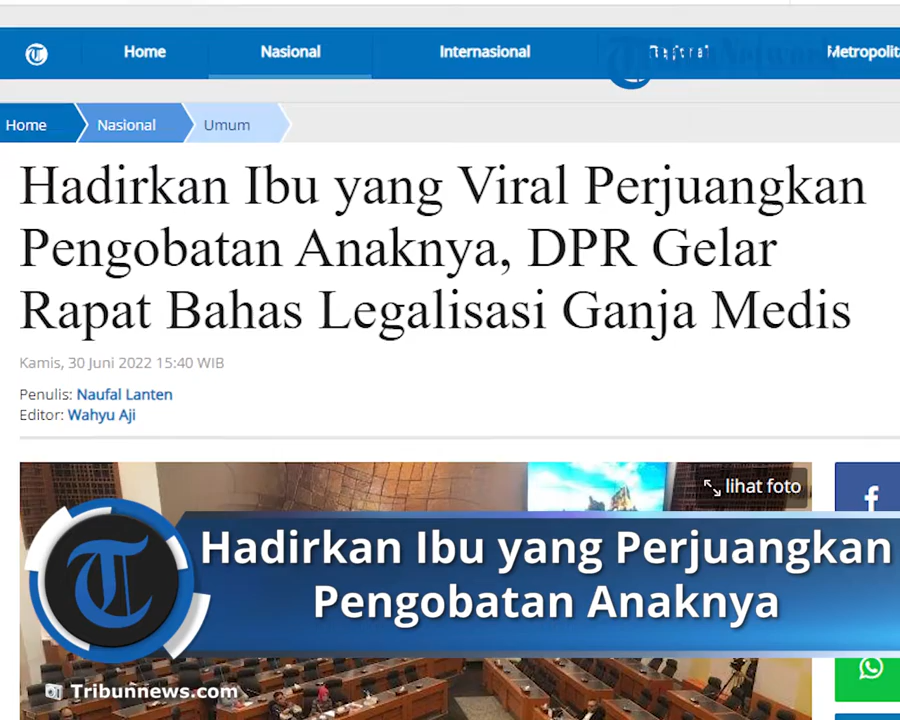 Home
Nasional
Internasional
Metropolit
Home
Nasional
Umum
Hadirkan Ibu yang Viral Perjuangkan
Pengobatan Anaknya, DPR Gelar
Rapat Bahas Legalisasi Ganja Medis
Kamis, 30 Juni 2022 15:40 WIB
Penulis: Naufal Lanten
Editor: Wahyu Aji
lihat foto
Hadirkan Ibu yang Perjuangkan
Pengobatan Anaknya
Tribunnews.com